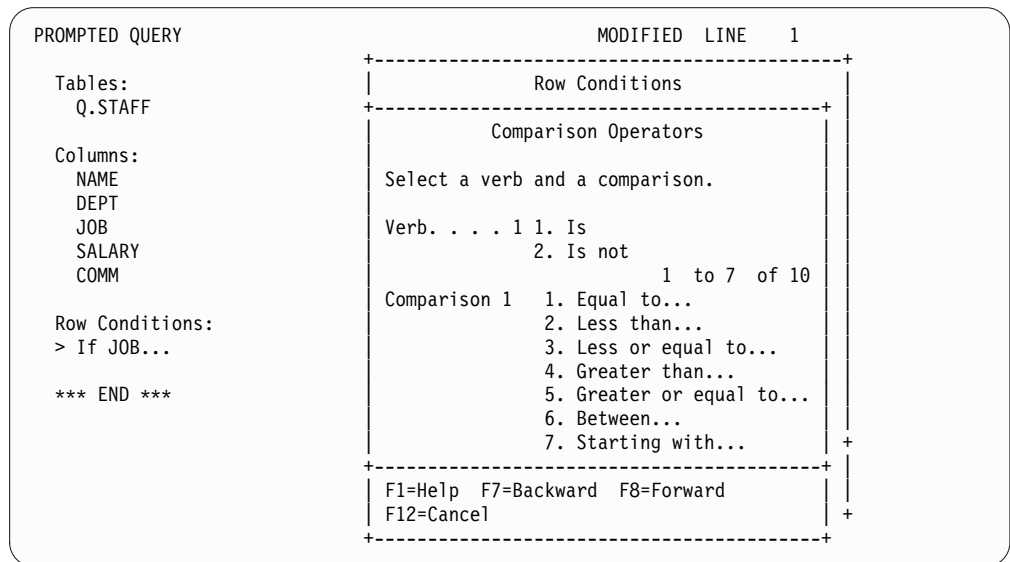 PROMPTED QUERY                                       MODIFIED  LINE    1
                               +--------------------------------------------+
  Tables:                      |               Row Conditions               |
    Q.STAFF                    +------------------------------------------+ |
                               |           Comparison Operators           | |
  Columns:                     |                                          | |
    NAME                       | Select a verb and a comparison.          | |
    DEPT                       |                                          | |
    JOB                        | Verb. . . . 1 1. Is                      | |
    SALARY                     |               2. Is not                  | |
    COMM                       |                           1  to 7  of 10 | |
                               | Comparison 1   1. Equal to...            | |
  Row Conditions:              |                2. Less than...           | |
  > If JOB...                  |                3. Less or equal to...    | |
                               |                4. Greater than...        | |
  *** END ***                  |                5. Greater or equal to... | |
                               |                6. Between...             | |
                               |                7. Starting with...       | +
                               +------------------------------------------+ |
                               | F1=Help  F7=Backward  F8=Forward         | |
                               | F12=Cancel                               | +
                               +------------------------------------------+